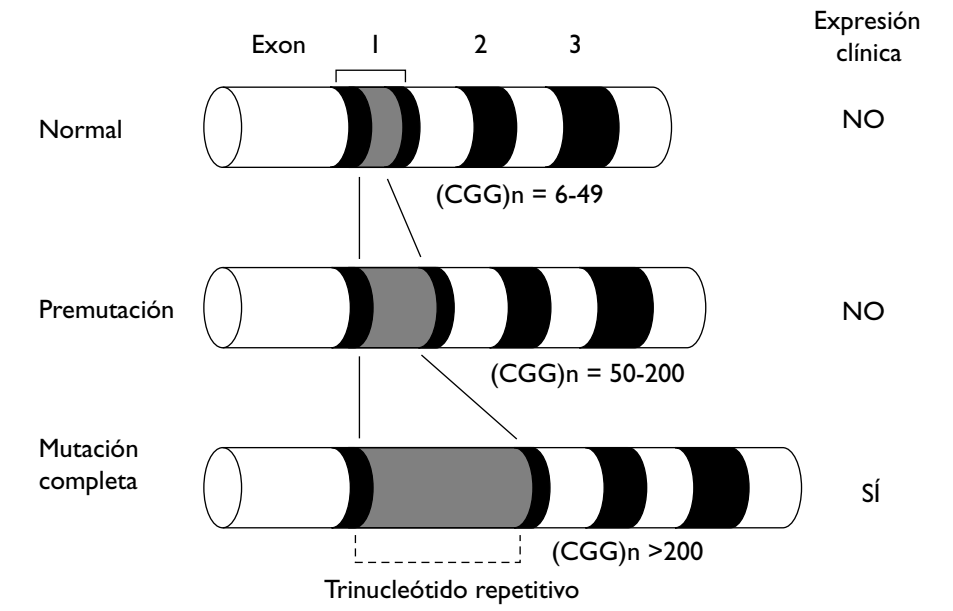 Expresión
clínica
Exon 1 2 3
Normal NO
(CGG)n = 6-49
Premutación NO
(CGG)n = 50-200
Mutación
completa
SÍ
(CGG)n >200
Trinucleótido repetitivo